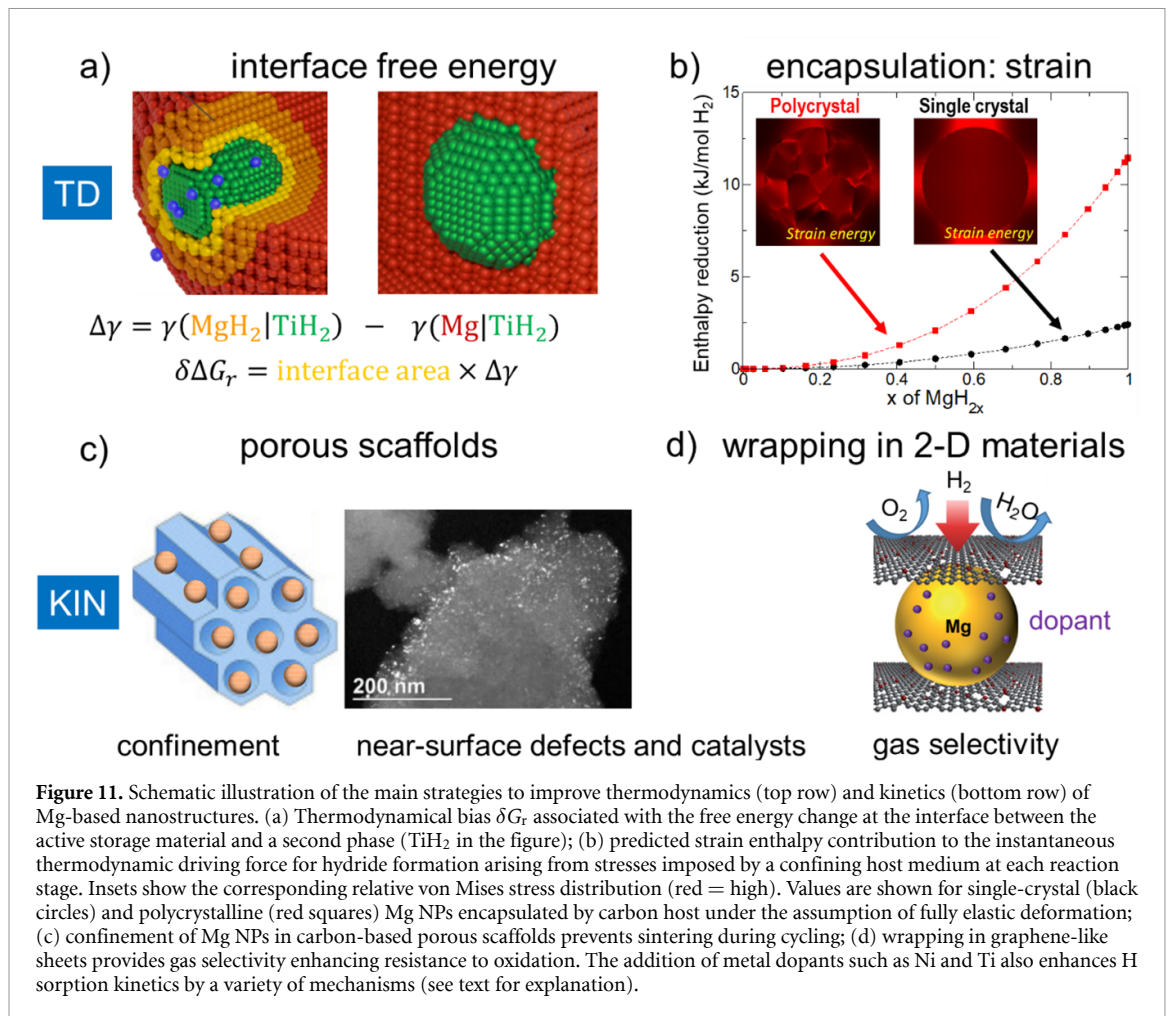 a) interface free energy
TD
Δγ = γ(MgH₂|TiH₂) − γ(Mg|TiH₂)
δΔGᵣ = interface area × Δγ
b) encapsulation: strain
Enthalpy reduction (kJ/mol H₂)
15
10
5
0
Polycrystal
Strain energy
Single crystal
Strain energy
0 0.2 0.4 0.6 0.8 1
x of MgH₂ₓ
c) porous scaffolds
KIN
200 nm
confinement
near-surface defects and catalysts
d) wrapping in 2-D materials
H₂
O₂
H₂O
Mg
dopant
gas selectivity
Figure 11. Schematic illustration of the main strategies to improve thermodynamics (top row) and kinetics (bottom row) of
Mg-based nanostructures. (a) Thermodynamical bias δGᵣ associated with the free energy change at the interface between the
active storage material and a second phase (TiH₂ in the figure); (b) predicted strain enthalpy contribution to the instantaneous
thermodynamic driving force for hydride formation arising from stresses imposed by a confining host medium at each reaction
stage. Insets show the corresponding relative von Mises stress distribution (red = high). Values are shown for single-crystal (black
circles) and polycrystalline (red squares) Mg NPs encapsulated by carbon host under the assumption of fully elastic deformation;
(c) confinement of Mg NPs in carbon-based porous scaffolds prevents sintering during cycling; (d) wrapping in graphene-like
sheets provides gas selectivity enhancing resistance to oxidation. The addition of metal dopants such as Ni and Ti also enhances H
sorption kinetics by a variety of mechanisms (see text for explanation).